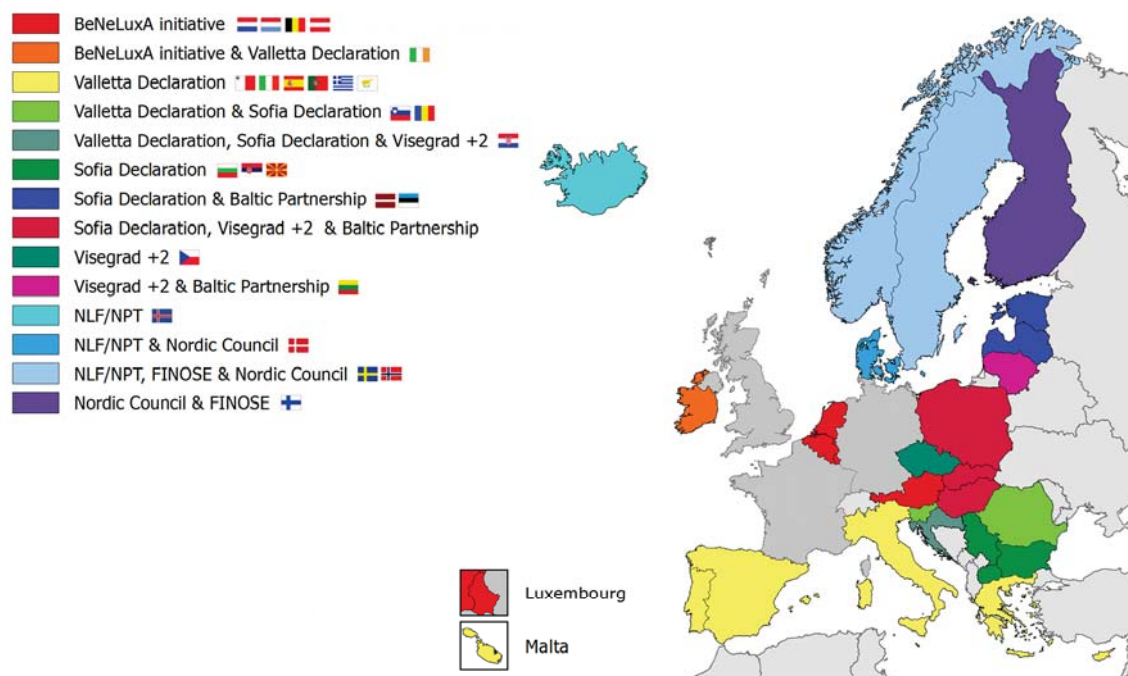 BeNeLuxA initiative
BeNeLuxA initiative & Valletta Declaration
Valletta Declaration
Valletta Declaration & Sofia Declaration
Valletta Declaration, Sofia Declaration & Visegrad +2
Sofia Declaration
Sofia Declaration & Baltic Partnership
Sofia Declaration, Visegrad +2 & Baltic Partnership
Visegrad +2
Visegrad +2 & Baltic Partnership
NLF/NPT
NLF/NPT & Nordic Council
NLF/NPT, FINOSE & Nordic Council
Nordic Council & FINOSE
Luxembourg
Malta